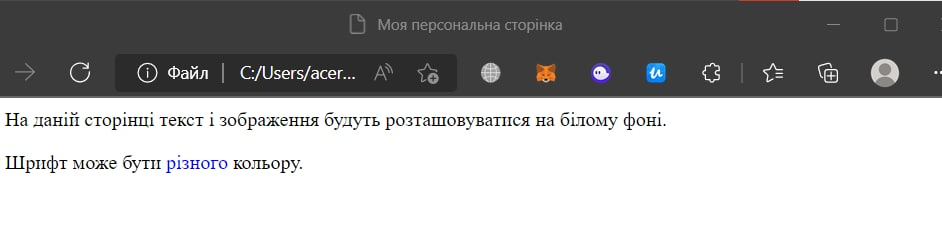 Моя персональна сторінка
Файл C:/Users/acer...
На даній сторінці текст і зображення будуть розташовуватися на білому фоні.
Шрифт може бути різного кольору.